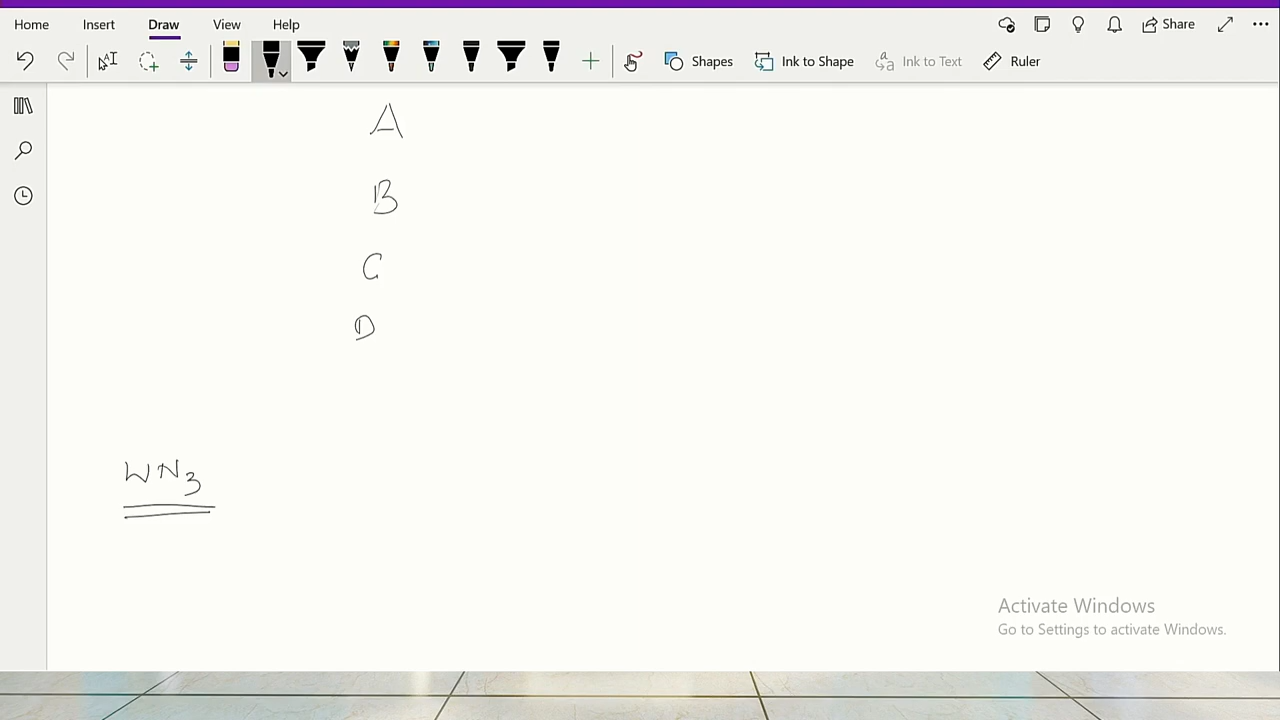 Home Insert Draw View Help Share
Shapes Ink to Shape Ink to Text Ruler
A
B
C
D
WN3
Activate Windows
Go to Settings to activate Windows.